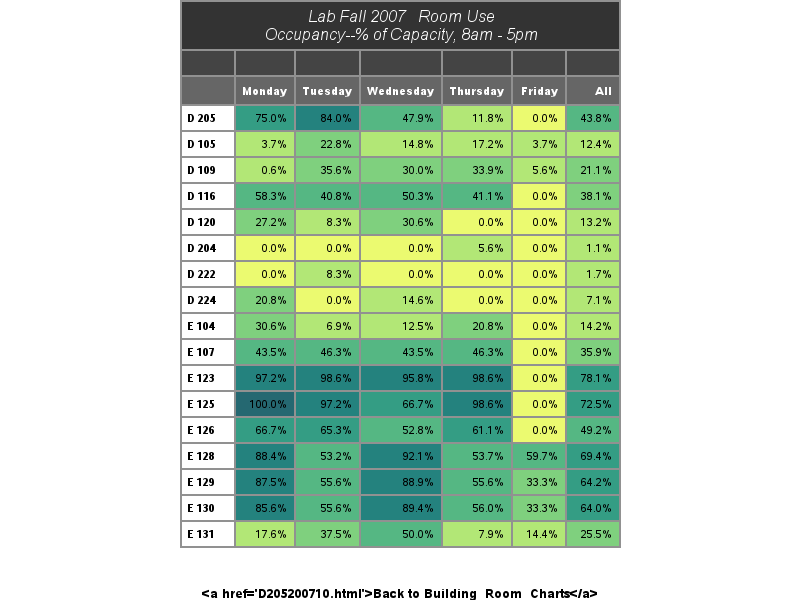 Lab Fall 2007 Room Use
Occupancy--% of Capacity, 8am - 5pm
Monday Tuesday Wednesday Thursday Friday All
D 205 75.0% 84.0% 47.9% 11.8% 0.0% 43.8%
D 105 3.7% 22.8% 14.8% 17.2% 3.7% 12.4%
D 109 0.6% 35.6% 30.0% 33.9% 5.6% 21.1%
D 116 58.3% 40.8% 50.3% 41.1% 0.0% 38.1%
D 120 27.2% 8.3% 30.6% 0.0% 0.0% 13.2%
D 204 0.0% 0.0% 0.0% 5.6% 0.0% 1.1%
D 222 0.0% 8.3% 0.0% 0.0% 0.0% 1.7%
D 224 20.8% 0.0% 14.6% 0.0% 0.0% 7.1%
E 104 30.6% 6.9% 12.5% 20.8% 0.0% 14.2%
E 107 43.5% 46.3% 43.5% 46.3% 0.0% 35.9%
E 123 97.2% 98.6% 95.8% 98.6% 0.0% 78.1%
E 125 100.0% 97.2% 66.7% 98.6% 0.0% 72.5%
E 126 66.7% 65.3% 52.8% 61.1% 0.0% 49.2%
E 128 88.4% 53.2% 92.1% 53.7% 59.7% 69.4%
E 129 87.5% 55.6% 88.9% 55.6% 33.3% 64.2%
E 130 85.6% 55.6% 89.4% 56.0% 33.3% 64.0%
E 131 17.6% 37.5% 50.0% 7.9% 14.4% 25.5%
<a href='D205200710.html'>Back to Building_Room_Charts</a>